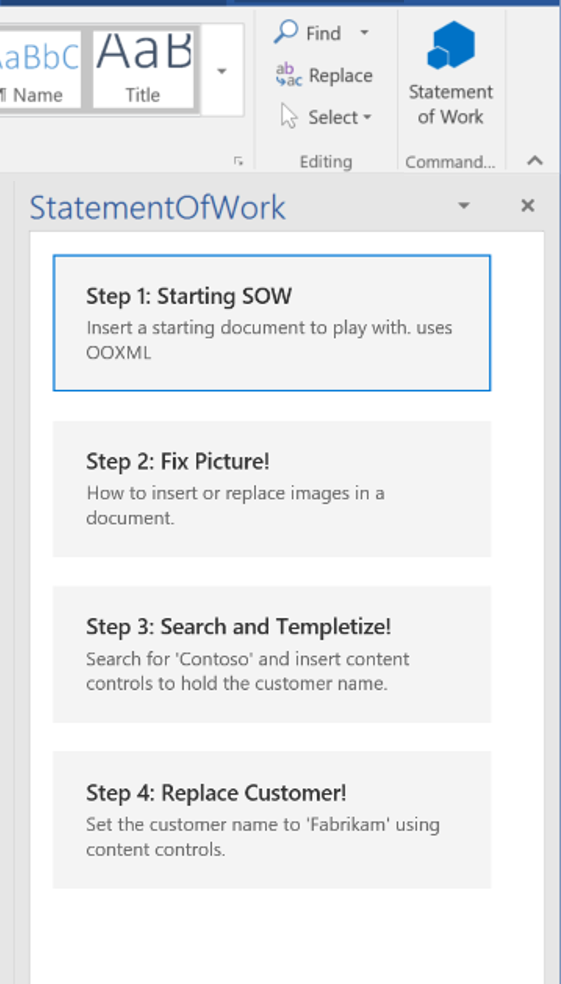 AaBbC
AaB
¶ Name
Title
Find
Replace
Select
Editing
Statement
of Work
Command...
StatementOfWork
Step 1: Starting SOW
Insert a starting document to play with. uses
OOXML
Step 2: Fix Picture!
How to insert or replace images in a
document.
Step 3: Search and Templetize!
Search for 'Contoso' and insert content
controls to hold the customer name.
Step 4: Replace Customer!
Set the customer name to 'Fabrikam' using
content controls.